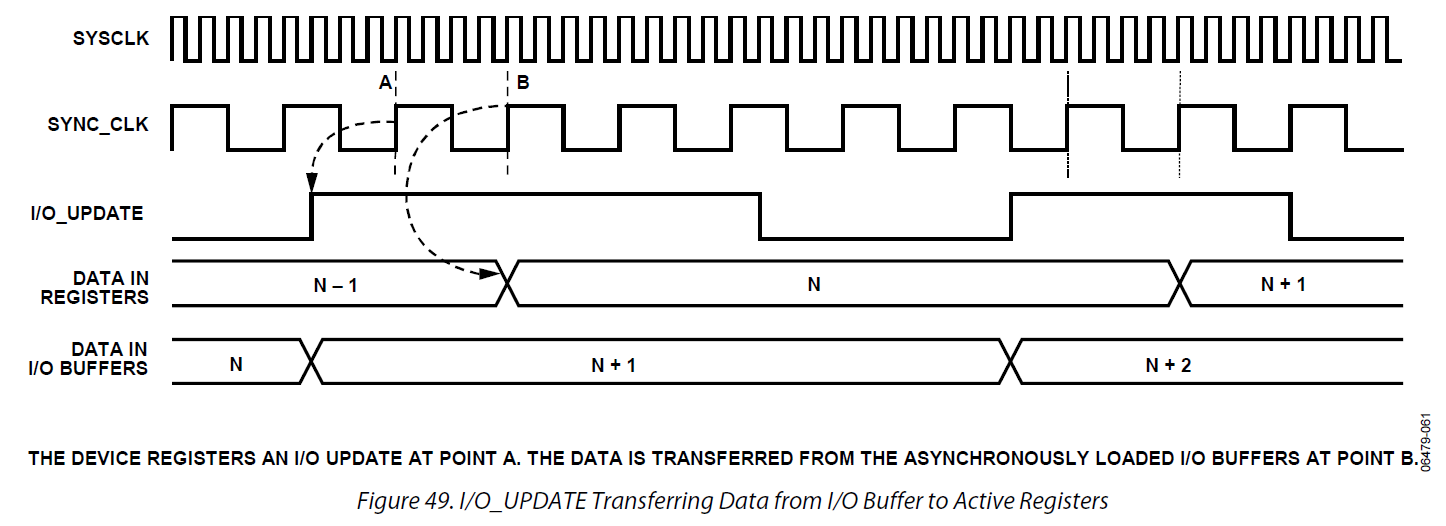 SYSCLK
A
B
SYNC_CLK
I/O_UPDATE
DATA IN
REGISTERS
N – 1
N
N + 1
DATA IN
I/O BUFFERS
N
N + 1
N + 2
THE DEVICE REGISTERS AN I/O UPDATE AT POINT A. THE DATA IS TRANSFERRED FROM THE ASYNCHRONOUSLY LOADED I/O BUFFERS AT POINT B.
06479-061
Figure 49. I/O_UPDATE Transferring Data from I/O Buffer to Active Registers